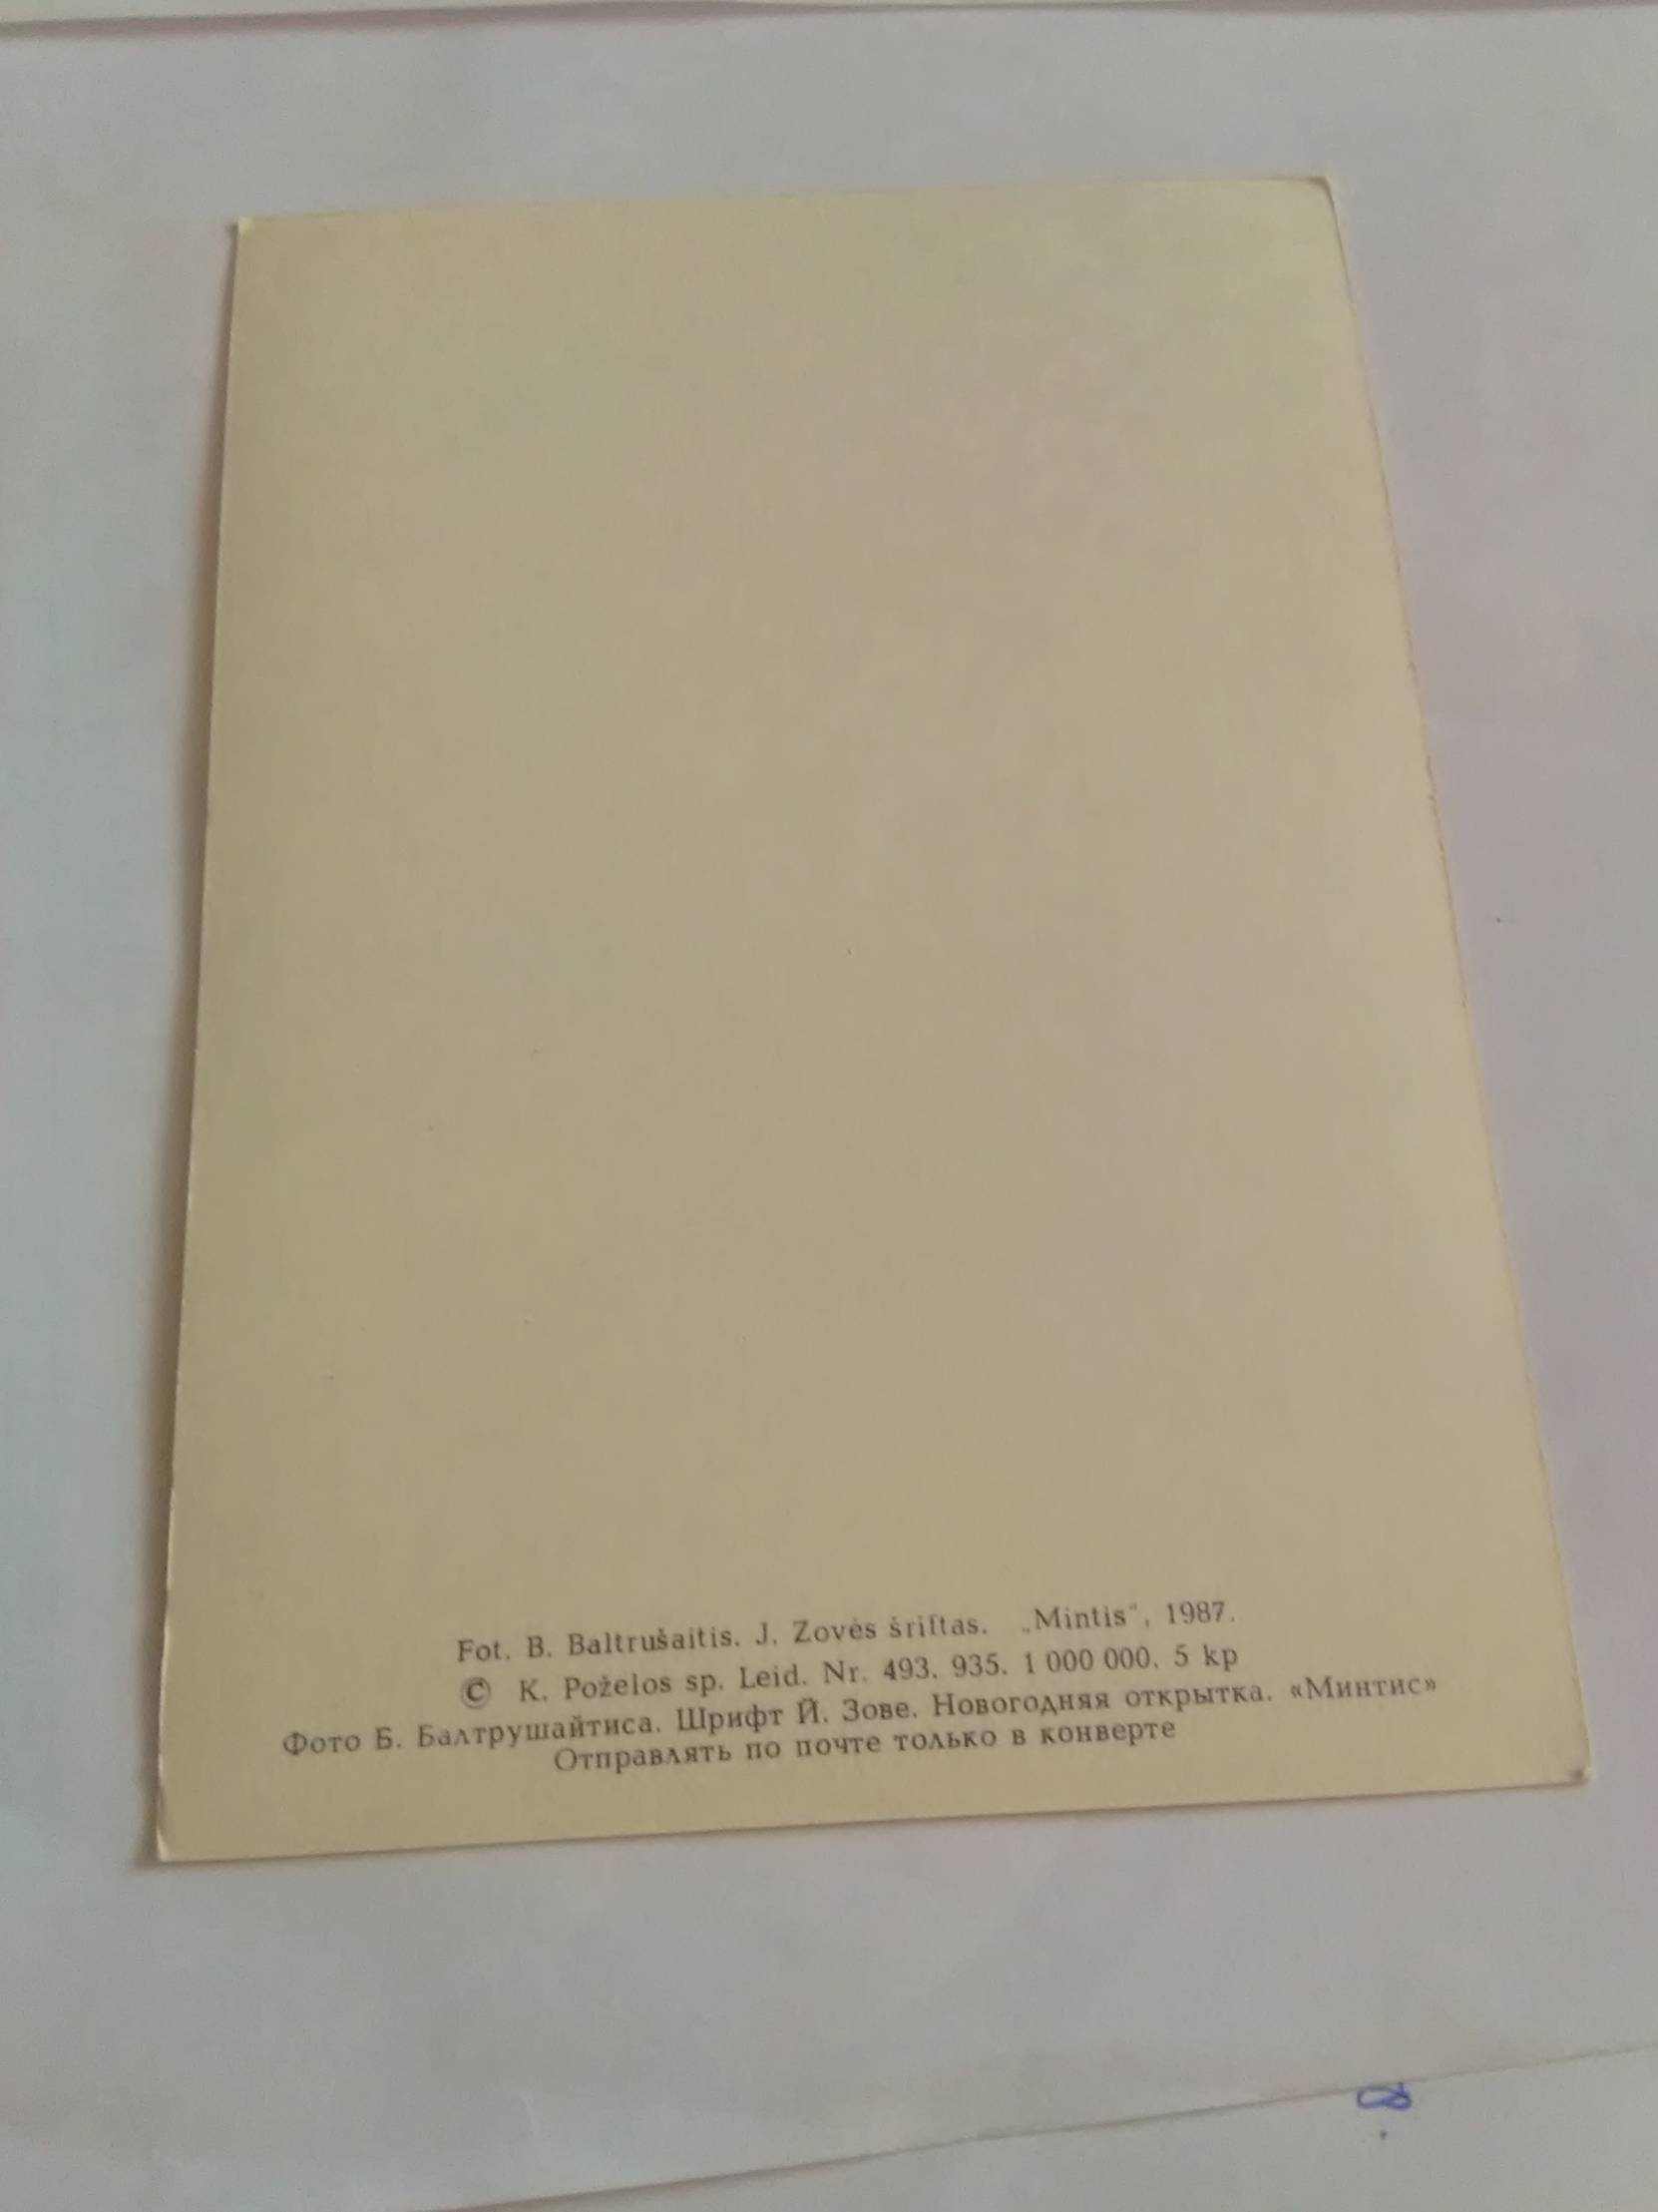 Fot. B. Baltrušaitis. J. Zovės šriftas. „Mintis“, 1987.
© K. Poželos sp. Leid. Nr. 493. 935. 1 000 000. 5 kp
Фото Б. Балтрушайтиса. Шрифт Й. Зове. Новогодняя открытка. «Минтис»
Отправлять по почте только в конверте